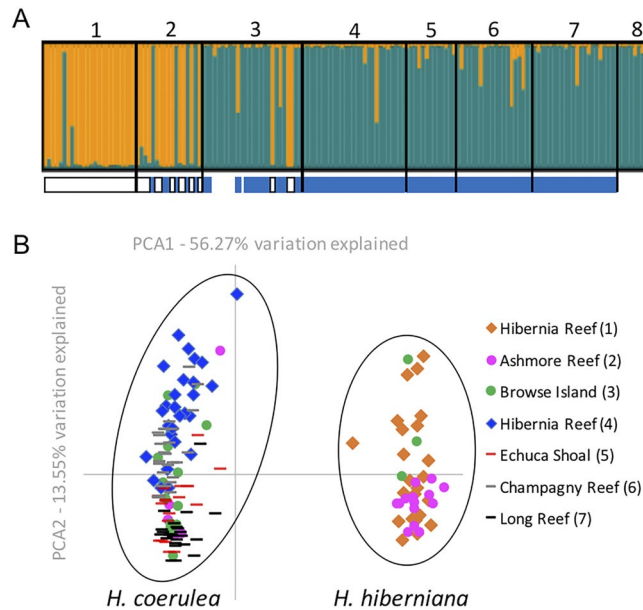 A
1 2 3 4 5 6 7 8
B
PCA1 - 56.27% variation explained
PCA2 - 13.55% variation explained
Hibernia Reef (1)
Ashmore Reef (2)
Browse Island (3)
Hibernia Reef (4)
Echuca Shoal (5)
Champagny Reef (6)
Long Reef (7)
H. coerulea
H. hiberniana